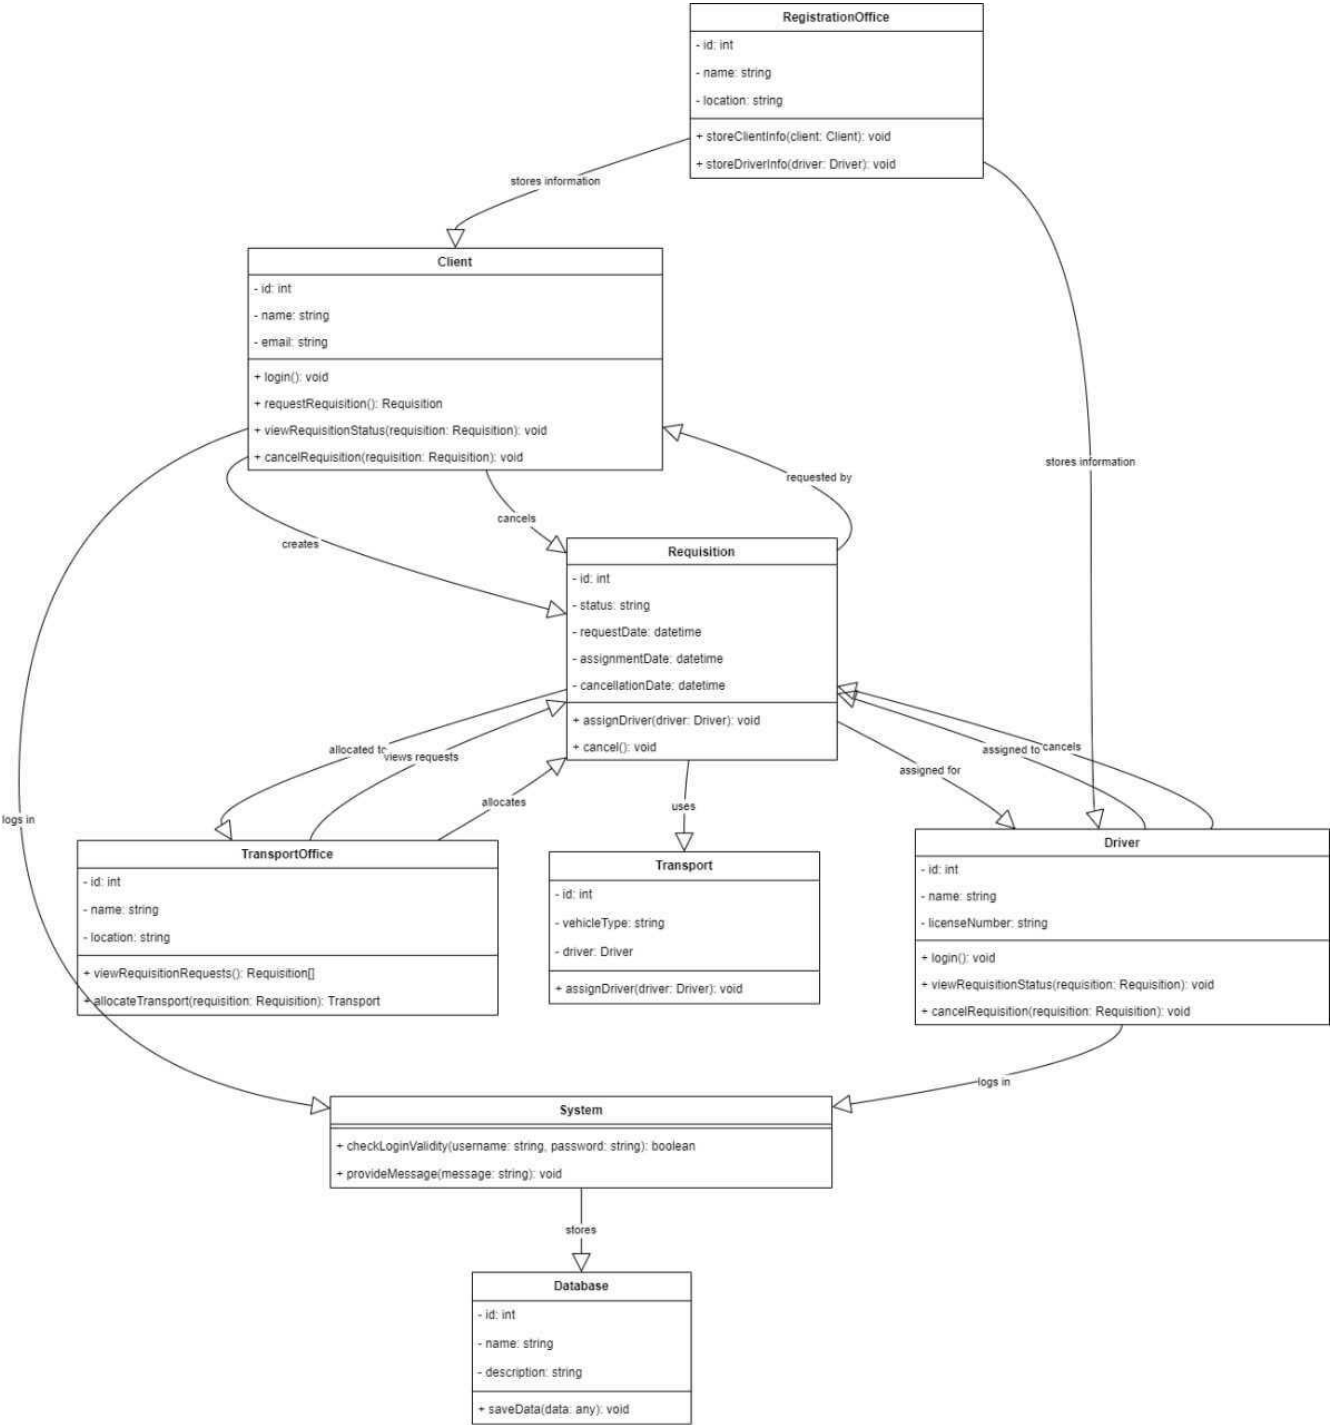 RegistrationOffice
- id: int
- name: string
- location: string
+ storeClientInfo(client: Client): void
+ storeDriverInfo(driver: Driver): void
stores information
Client
- id: int
- name: string
- email: string
+ login(): void
+ requestRequisition(): Requisition
+ viewRequisitionStatus(requisition: Requisition): void
+ cancelRequisition(requisition: Requisition): void
stores information
requested by
cancels
creates
Requisition
- id: int
- status: string
- requestDate: datetime
- assignmentDate: datetime
- cancellationDate: datetime
+ assignDriver(driver: Driver): void
+ cancel(): void
allocated to
views requests
allocates
uses
assigned for
assigned to
cancels
logs in
TransportOffice
- id: int
- name: string
- location: string
+ viewRequisitionRequests(): Requisition[]
+ allocateTransport(requisition: Requisition): Transport
Transport
- id: int
- vehicleType: string
- driver: Driver
+ assignDriver(driver: Driver): void
Driver
- id: int
- name: string
- licenseNumber: string
+ login(): void
+ viewRequisitionStatus(requisition: Requisition): void
+ cancelRequisition(requisition: Requisition): void
logs in
System
+ checkLoginValidity(username: string, password: string): boolean
+ provideMessage(message: string): void
stores
Database
- id: int
- name: string
- description: string
+ saveData(data: any): void